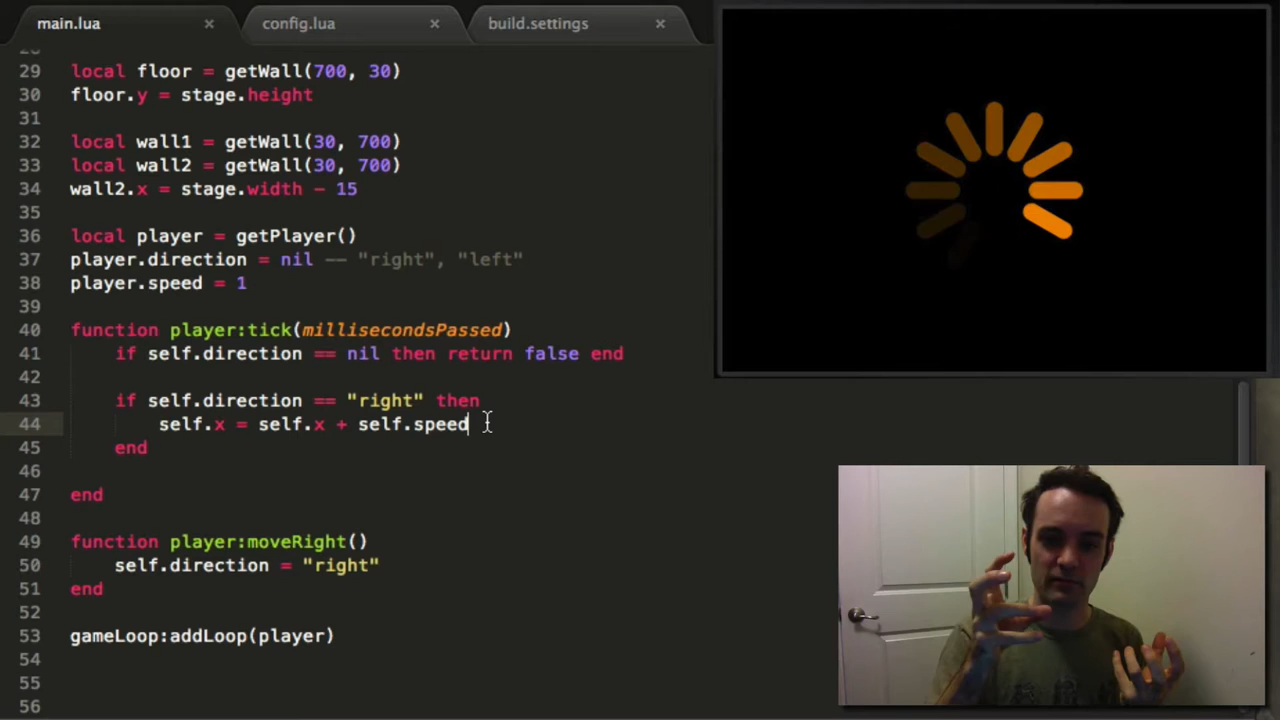 main.lua × config.lua × build.settings ×
29 local floor = getWall(700, 30)
30 floor.y = stage.height
31
32 local wall1 = getWall(30, 700)
33 local wall2 = getWall(30, 700)
34 wall2.x = stage.width - 15
35
36 local player = getPlayer()
37 player.direction = nil -- "right", "left"
38 player.speed = 1
39
40 function player:tick(millisecondsPassed)
41 if self.direction == nil then return false end
42
43 if self.direction == "right" then
44 self.x = self.x + self.speed
45 end
46
47 end
48
49 function player:moveRight()
50 self.direction = "right"
51 end
52
53 gameLoop:addLoop(player)
54
55
56